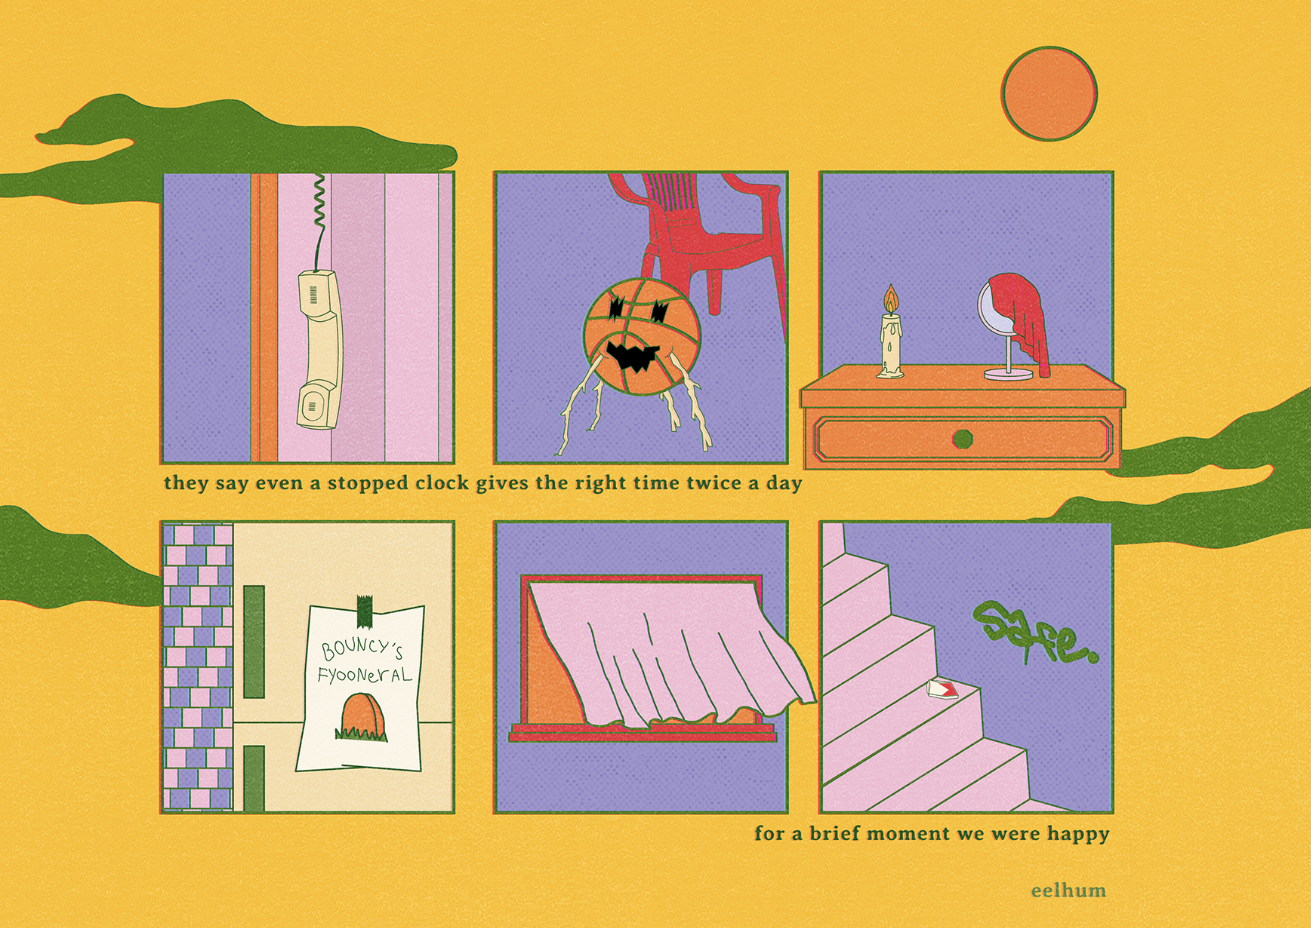 they say even a stopped clock gives the right time twice a day
BOUNCY's
FYOONerAL
safe.
for a brief moment we were happy
eelhum